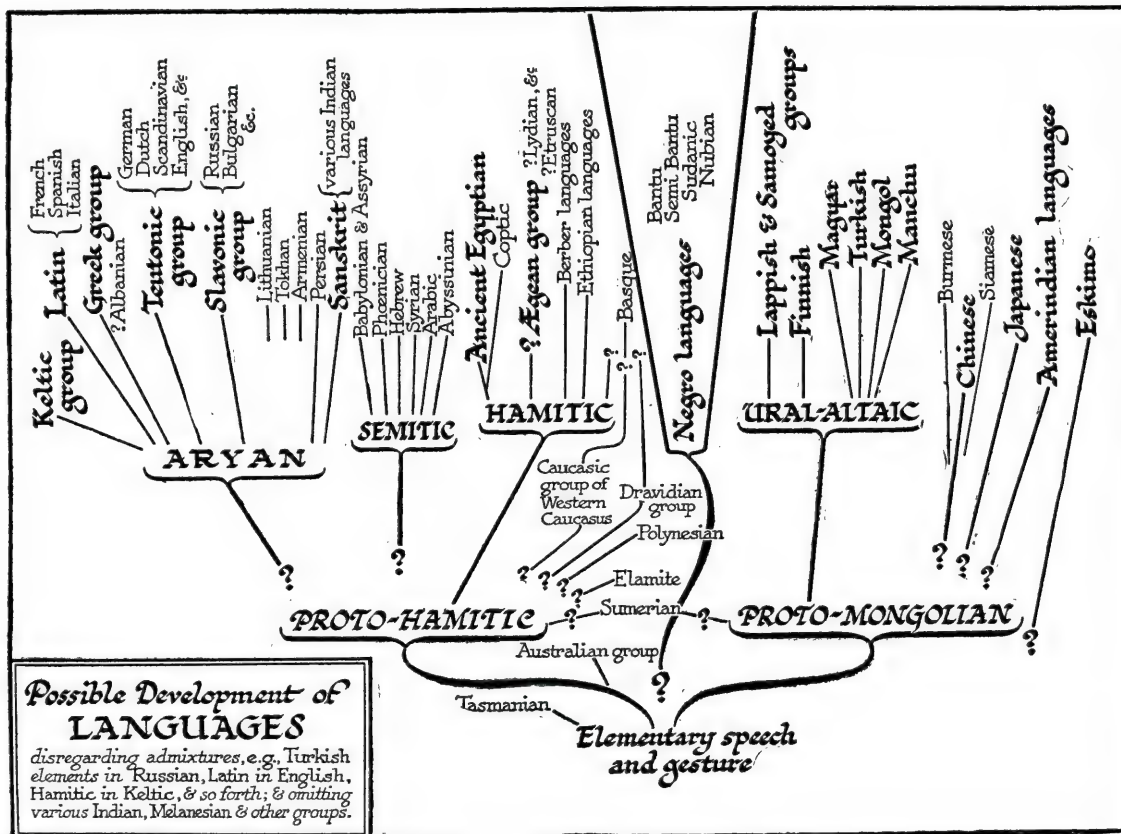 French
Spanish
Italian
Latin
Keltic
group
Greek group
?Albanian
German
Dutch
Scandinavian
English, &c
Teutonic
group
Russian
Bulgarian
&c.
Slavonic
group
Lithuanian
Tokhan
Armenian
Persian
Sanskrit
various Indian
languages
ARYAN
Babylonian & Assyrian
Phœnician
Hebrew
Syrian
Arabic
Abyssinian
SEMITIC
Ancient Egyptian
Coptic
? Ægean group
?Lydian, &c
?Etruscan
Berber languages
Ethiopian languages
HAMITIC
?
Basque
?
?
Caucasic
group of
Western
Caucasus
Dravidian
group
Polynesian
Elamite
Sumerian
Bantu
Semi Bantu
Sudanic
Nubian
Negro languages
Lappish & Samoyed
groups
Finnish
Magyar
Turkish
Mongol
Manchu
URAL-ALTAIC
Burmese
Chinese
Siamese
Japanese
Amerindian languages
Eskimo
?
?
?
?
?
?
?
?
?
?
?
?
PROTO-HAMITIC
PROTO-MONGOLIAN
Australian group
?
Tasmanian
Elementary speech
and gesture
Possible Development of
LANGUAGES
disregarding admixtures, e.g., Turkish
elements in Russian, Latin in English,
Hamitic in Keltic, & so forth; & omitting
various Indian, Melanesian & other groups.